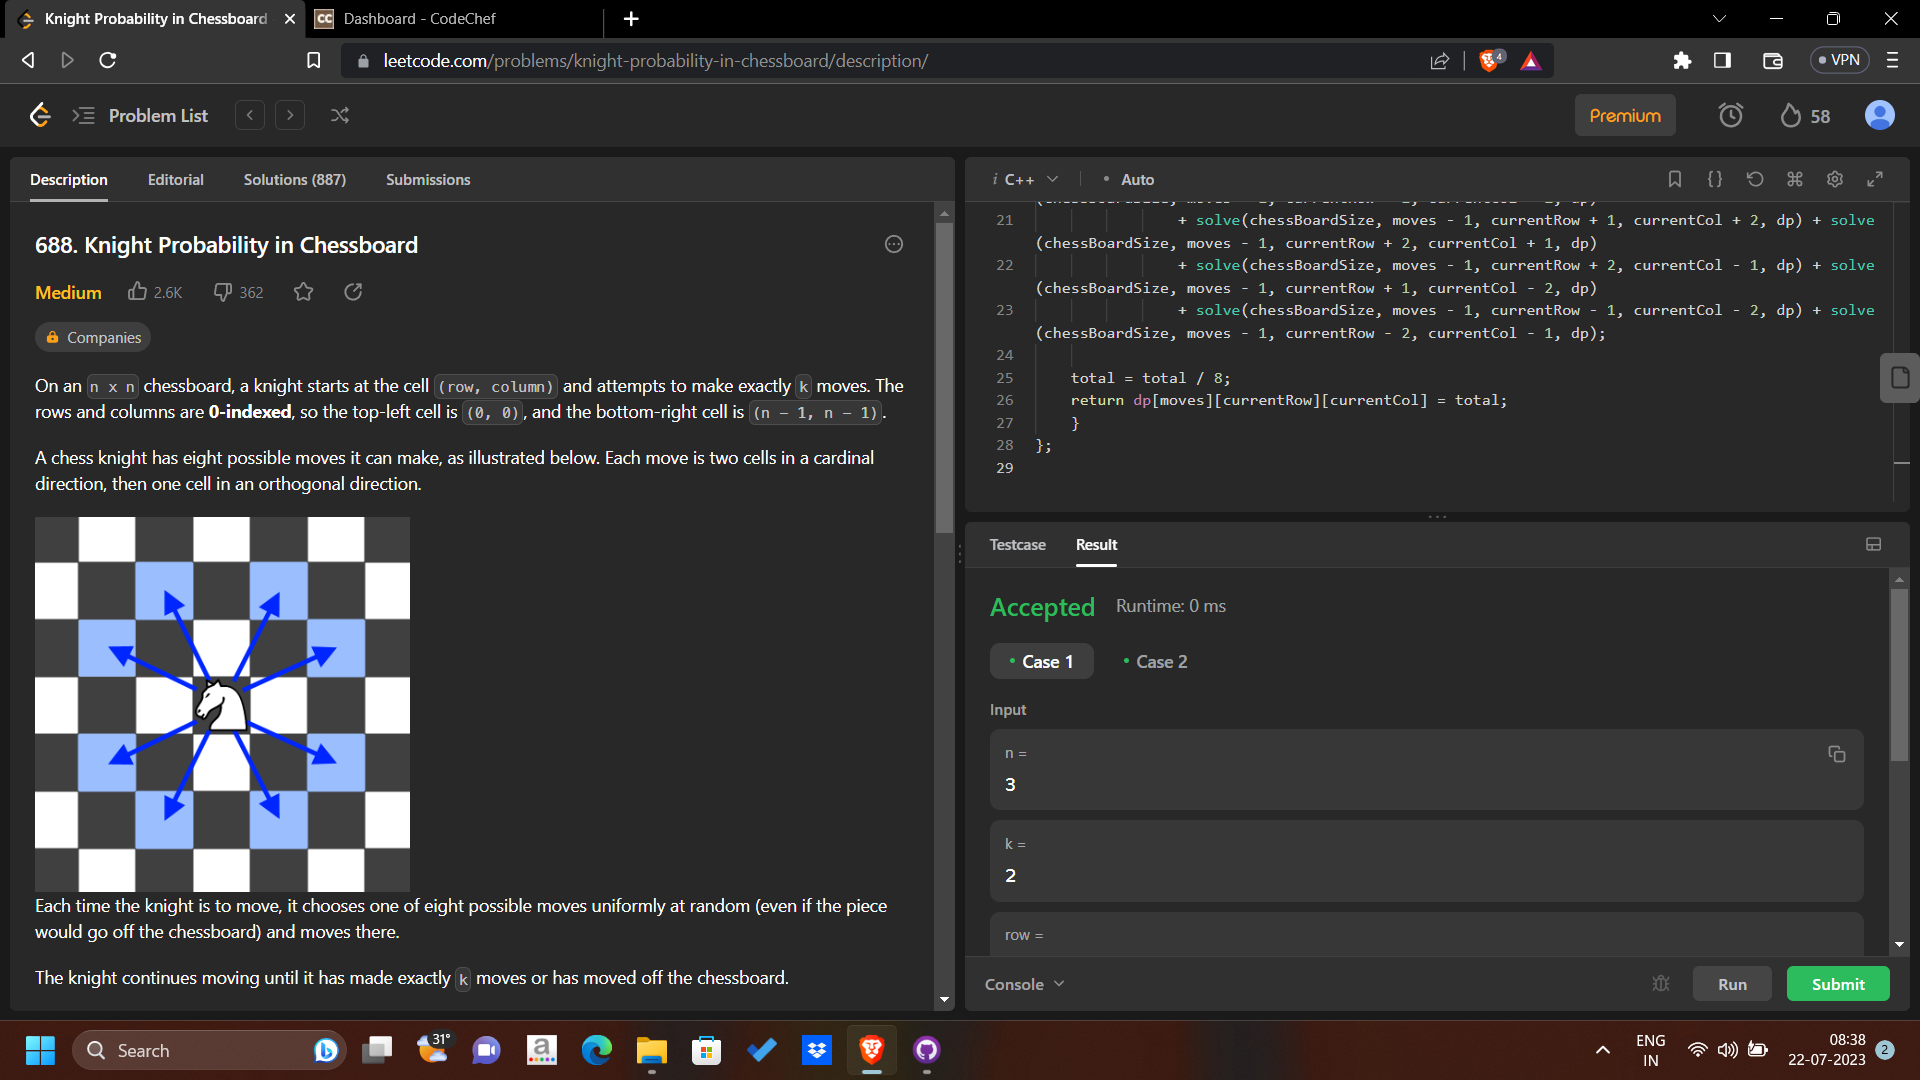 Knight Probability in Chessboard
CC Dashboard - CodeChef
leetcode.com/problems/knight-probability-in-chessboard/description/
4
VPN
Problem List
Premium
58
Description Editorial Solutions (887) Submissions
688. Knight Probability in Chessboard
Medium 2.6K 362
Companies
On an n x n chessboard, a knight starts at the cell (row, column) and attempts to make exactly k moves. The
rows and columns are 0-indexed, so the top-left cell is (0, 0), and the bottom-right cell is (n - 1, n - 1).
A chess knight has eight possible moves it can make, as illustrated below. Each move is two cells in a cardinal
direction, then one cell in an orthogonal direction.
Each time the knight is to move, it chooses one of eight possible moves uniformly at random (even if the piece
would go off the chessboard) and moves there.
The knight continues moving until it has made exactly k moves or has moved off the chessboard.
i C++ • Auto
21 + solve(chessBoardSize, moves - 1, currentRow + 1, currentCol + 2, dp) + solve
(chessBoardSize, moves - 1, currentRow + 2, currentCol + 1, dp)
22 + solve(chessBoardSize, moves - 1, currentRow + 2, currentCol - 1, dp) + solve
(chessBoardSize, moves - 1, currentRow + 1, currentCol - 2, dp)
23 + solve(chessBoardSize, moves - 1, currentRow - 1, currentCol - 2, dp) + solve
(chessBoardSize, moves - 1, currentRow - 2, currentCol - 1, dp);
24
25 total = total / 8;
26 return dp[moves][currentRow][currentCol] = total;
27 }
28 };
29
Testcase Result
Accepted Runtime: 0 ms
• Case 1 • Case 2
Input
n =
3
k =
2
row =
Console
Run
Submit
Search
31°
a
ENG
IN
08:38
22-07-2023
2